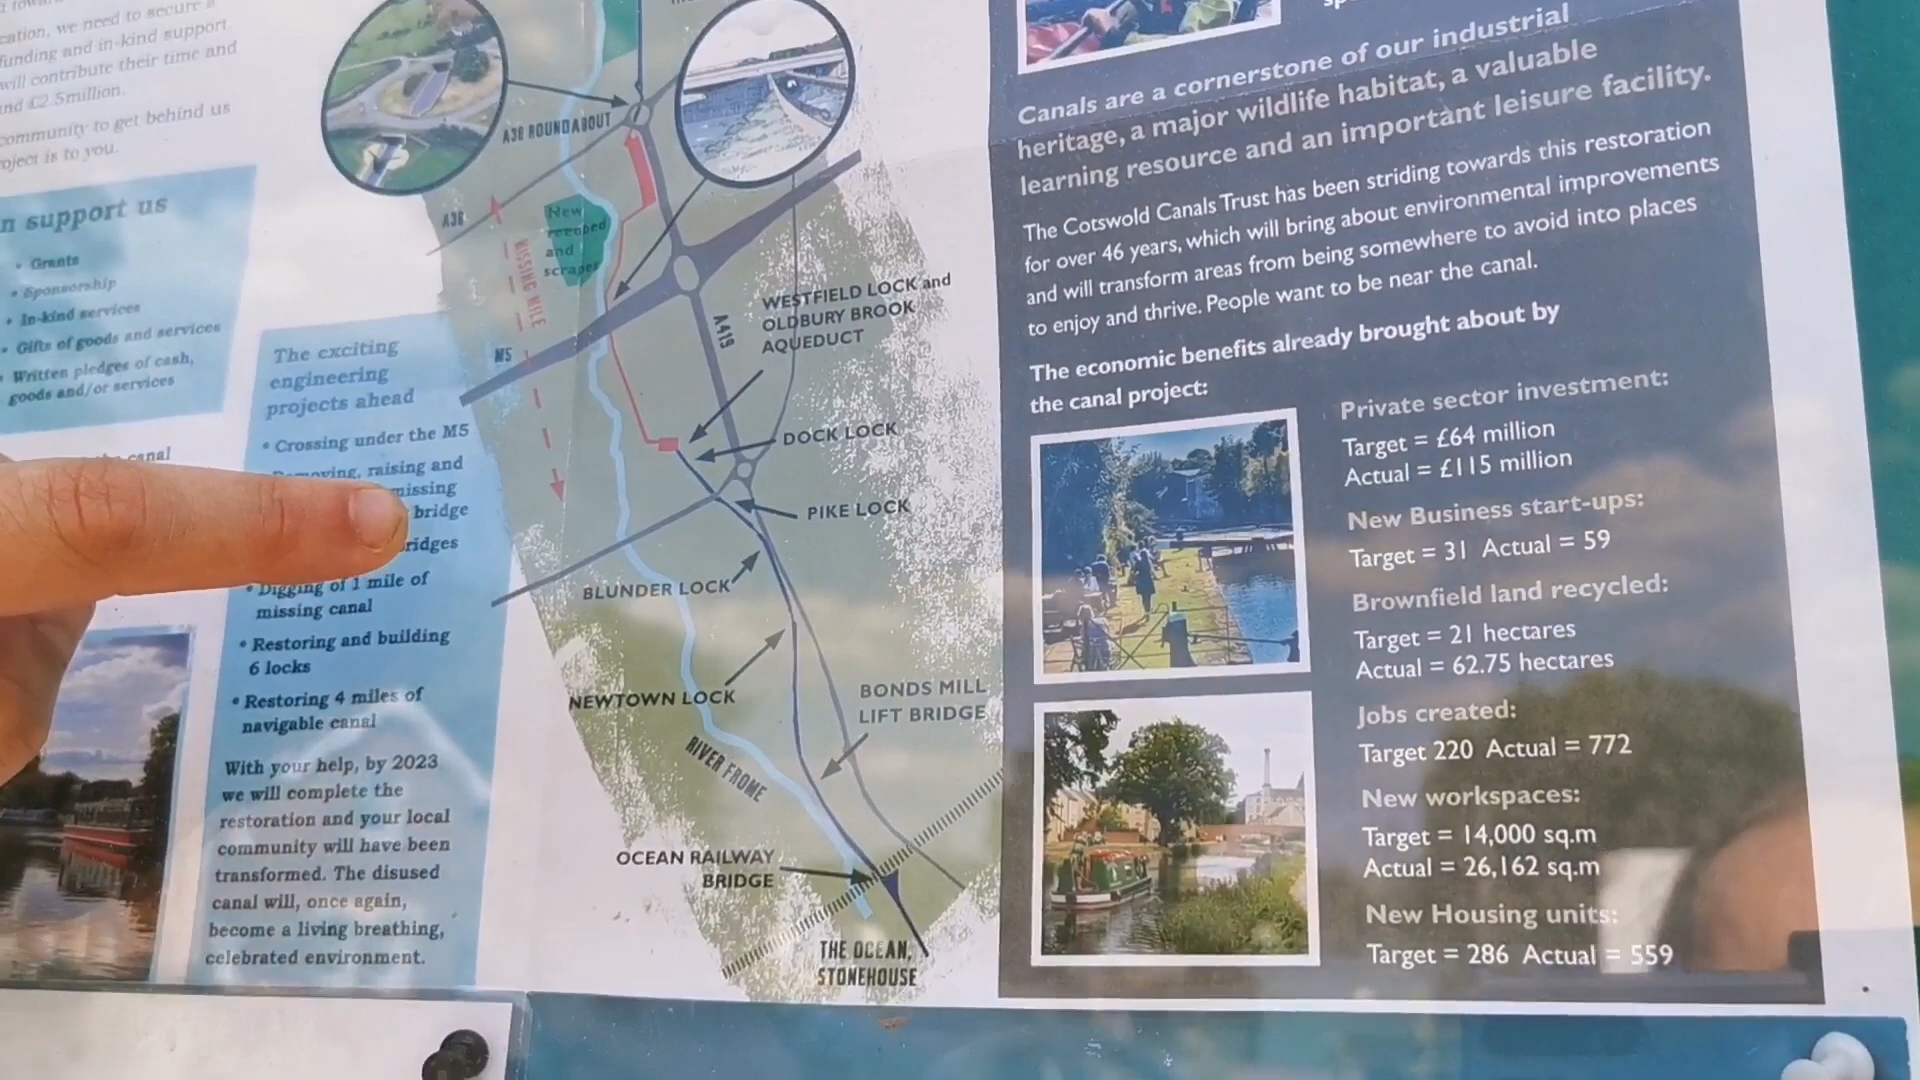 cation, we need to secure a
funding and in-kind support
will contribute their time and
nd £2.5million.
community to get behind us
oject is to you.
n support us
• Grants
• Sponsorship
• In-kind services
• Gifts of goods and services
• Written pledges of cash,
goods and/or services
canal
The exciting
engineering
projects ahead
• Crossing under the M5
raising and
missing
bridge
• Digging of 1 mile of
missing canal
• Restoring and building
6 locks
• Restoring 4 miles of
navigable canal
With your help, by 2023
we will complete the
restoration and your local
community will have been
transformed. The disused
canal will, once again,
become a living breathing,
celebrated environment.
A38 ROUNDABOUT
A38
New
reedbed
and
scrapes
MISSING MILE
M5
A419
WESTFIELD LOCK and
OLDBURY BROOK
AQUEDUCT
DOCK LOCK
PIKE LOCK
BLUNDER LOCK
NEWTOWN LOCK
BONDS MILL
LIFT BRIDGE
RIVER FROME
OCEAN RAILWAY
BRIDGE
THE OCEAN,
STONEHOUSE
Canals are a cornerstone of our industrial
heritage, a major wildlife habitat, a valuable
learning resource and an important leisure facility.
The Cotswold Canals Trust has been striding towards this restoration
for over 46 years, which will bring about environmental improvements
and will transform areas from being somewhere to avoid into places
to enjoy and thrive. People want to be near the canal.
The economic benefits already brought about by
the canal project:
Private sector investment:
Target = £64 million
Actual = £115 million
New Business start-ups:
Target = 31 Actual = 59
Brownfield land recycled:
Target = 21 hectares
Actual = 62.75 hectares
Jobs created:
Target 220 Actual = 772
New workspaces:
Target = 14,000 sq.m
Actual = 26,162 sq.m
New Housing units:
Target = 286 Actual = 559